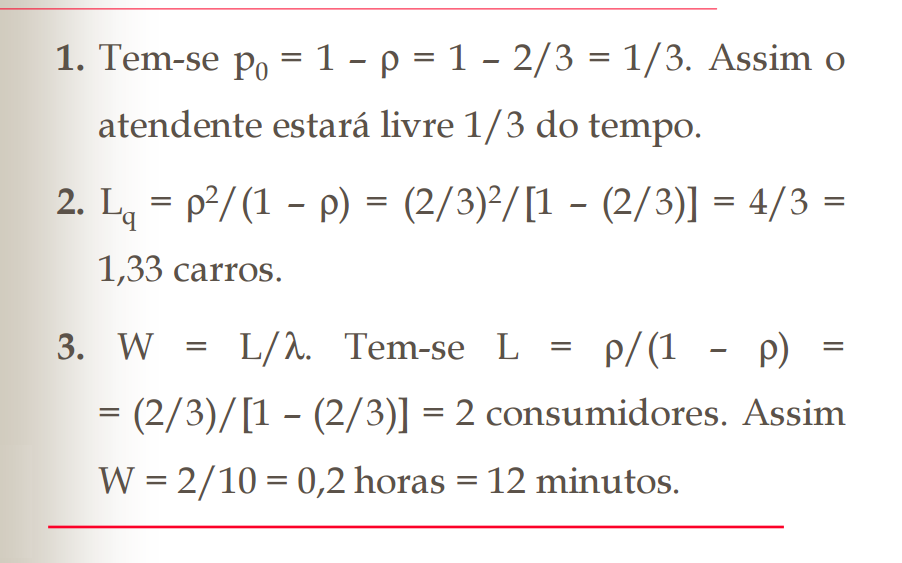 1. Tem-se p₀ = 1 – ρ = 1 – 2/3 = 1/3. Assim o
atendente estará livre 1/3 do tempo.
2. Lq = ρ²/(1 – ρ) = (2/3)²/[1 – (2/3)] = 4/3 =
1,33 carros.
3. W = L/λ. Tem-se L = ρ/(1 – ρ) =
= (2/3)/[1 – (2/3)] = 2 consumidores. Assim
W = 2/10 = 0,2 horas = 12 minutos.